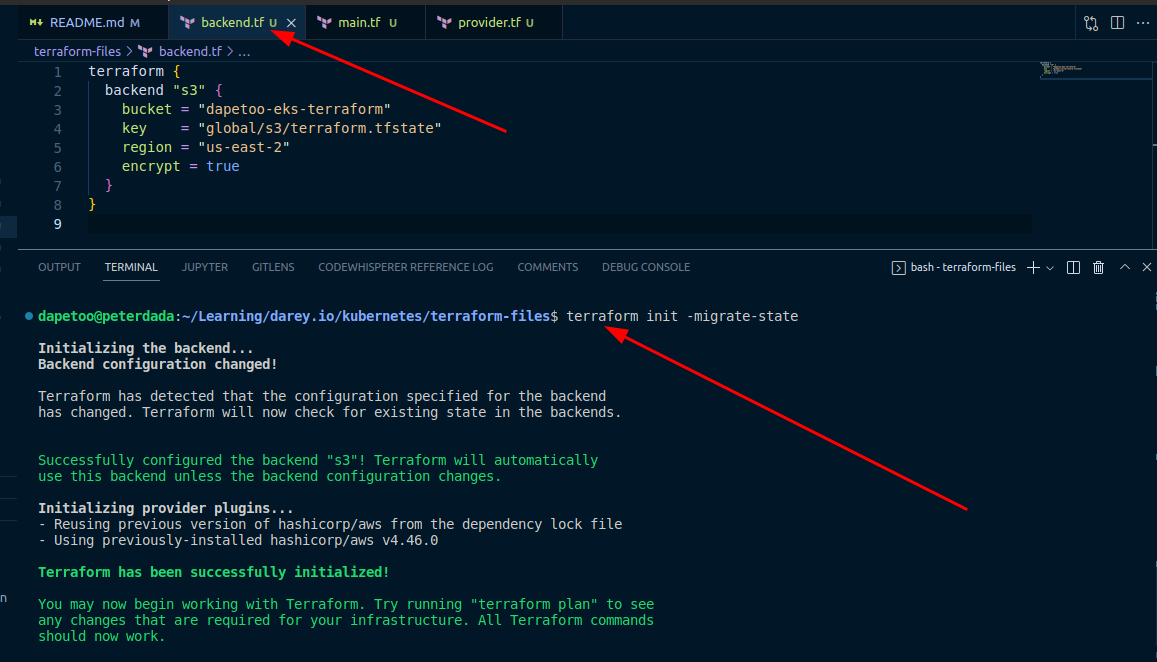 README.md M backend.tf U main.tf U provider.tf U
terraform-files > backend.tf > ...
1 terraform {
2   backend "s3" {
3     bucket = "dapetoo-eks-terraform"
4     key    = "global/s3/terraform.tfstate"
5     region = "us-east-2"
6     encrypt = true
7   }
8 }
9
OUTPUT TERMINAL JUPYTER GITLENS CODEWHISPERER REFERENCE LOG COMMENTS DEBUG CONSOLE bash - terraform-files
dapetoo@peterdada:~/Learning/darey.io/kubernetes/terraform-files$ terraform init -migrate-state
Initializing the backend...
Backend configuration changed!
Terraform has detected that the configuration specified for the backend
has changed. Terraform will now check for existing state in the backends.
Successfully configured the backend "s3"! Terraform will automatically
use this backend unless the backend configuration changes.
Initializing provider plugins...
- Reusing previous version of hashicorp/aws from the dependency lock file
- Using previously-installed hashicorp/aws v4.46.0
Terraform has been successfully initialized!
n
You may now begin working with Terraform. Try running "terraform plan" to see
any changes that are required for your infrastructure. All Terraform commands
should now work.